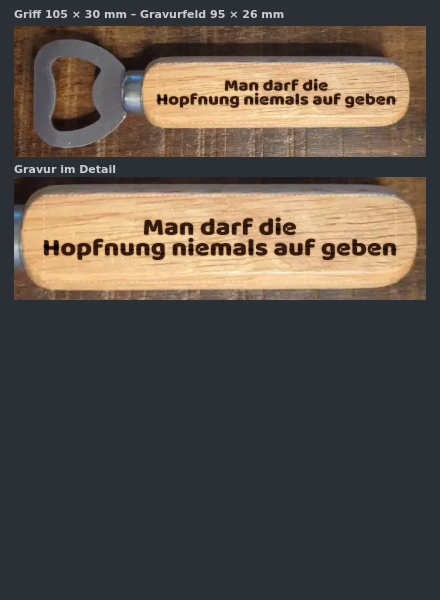 Griff 105 × 30 mm – Gravurfeld 95 × 26 mm
Man darf die
Hopfnung niemals auf geben
Gravur im Detail
Man darf die
Hopfnung niemals auf geben